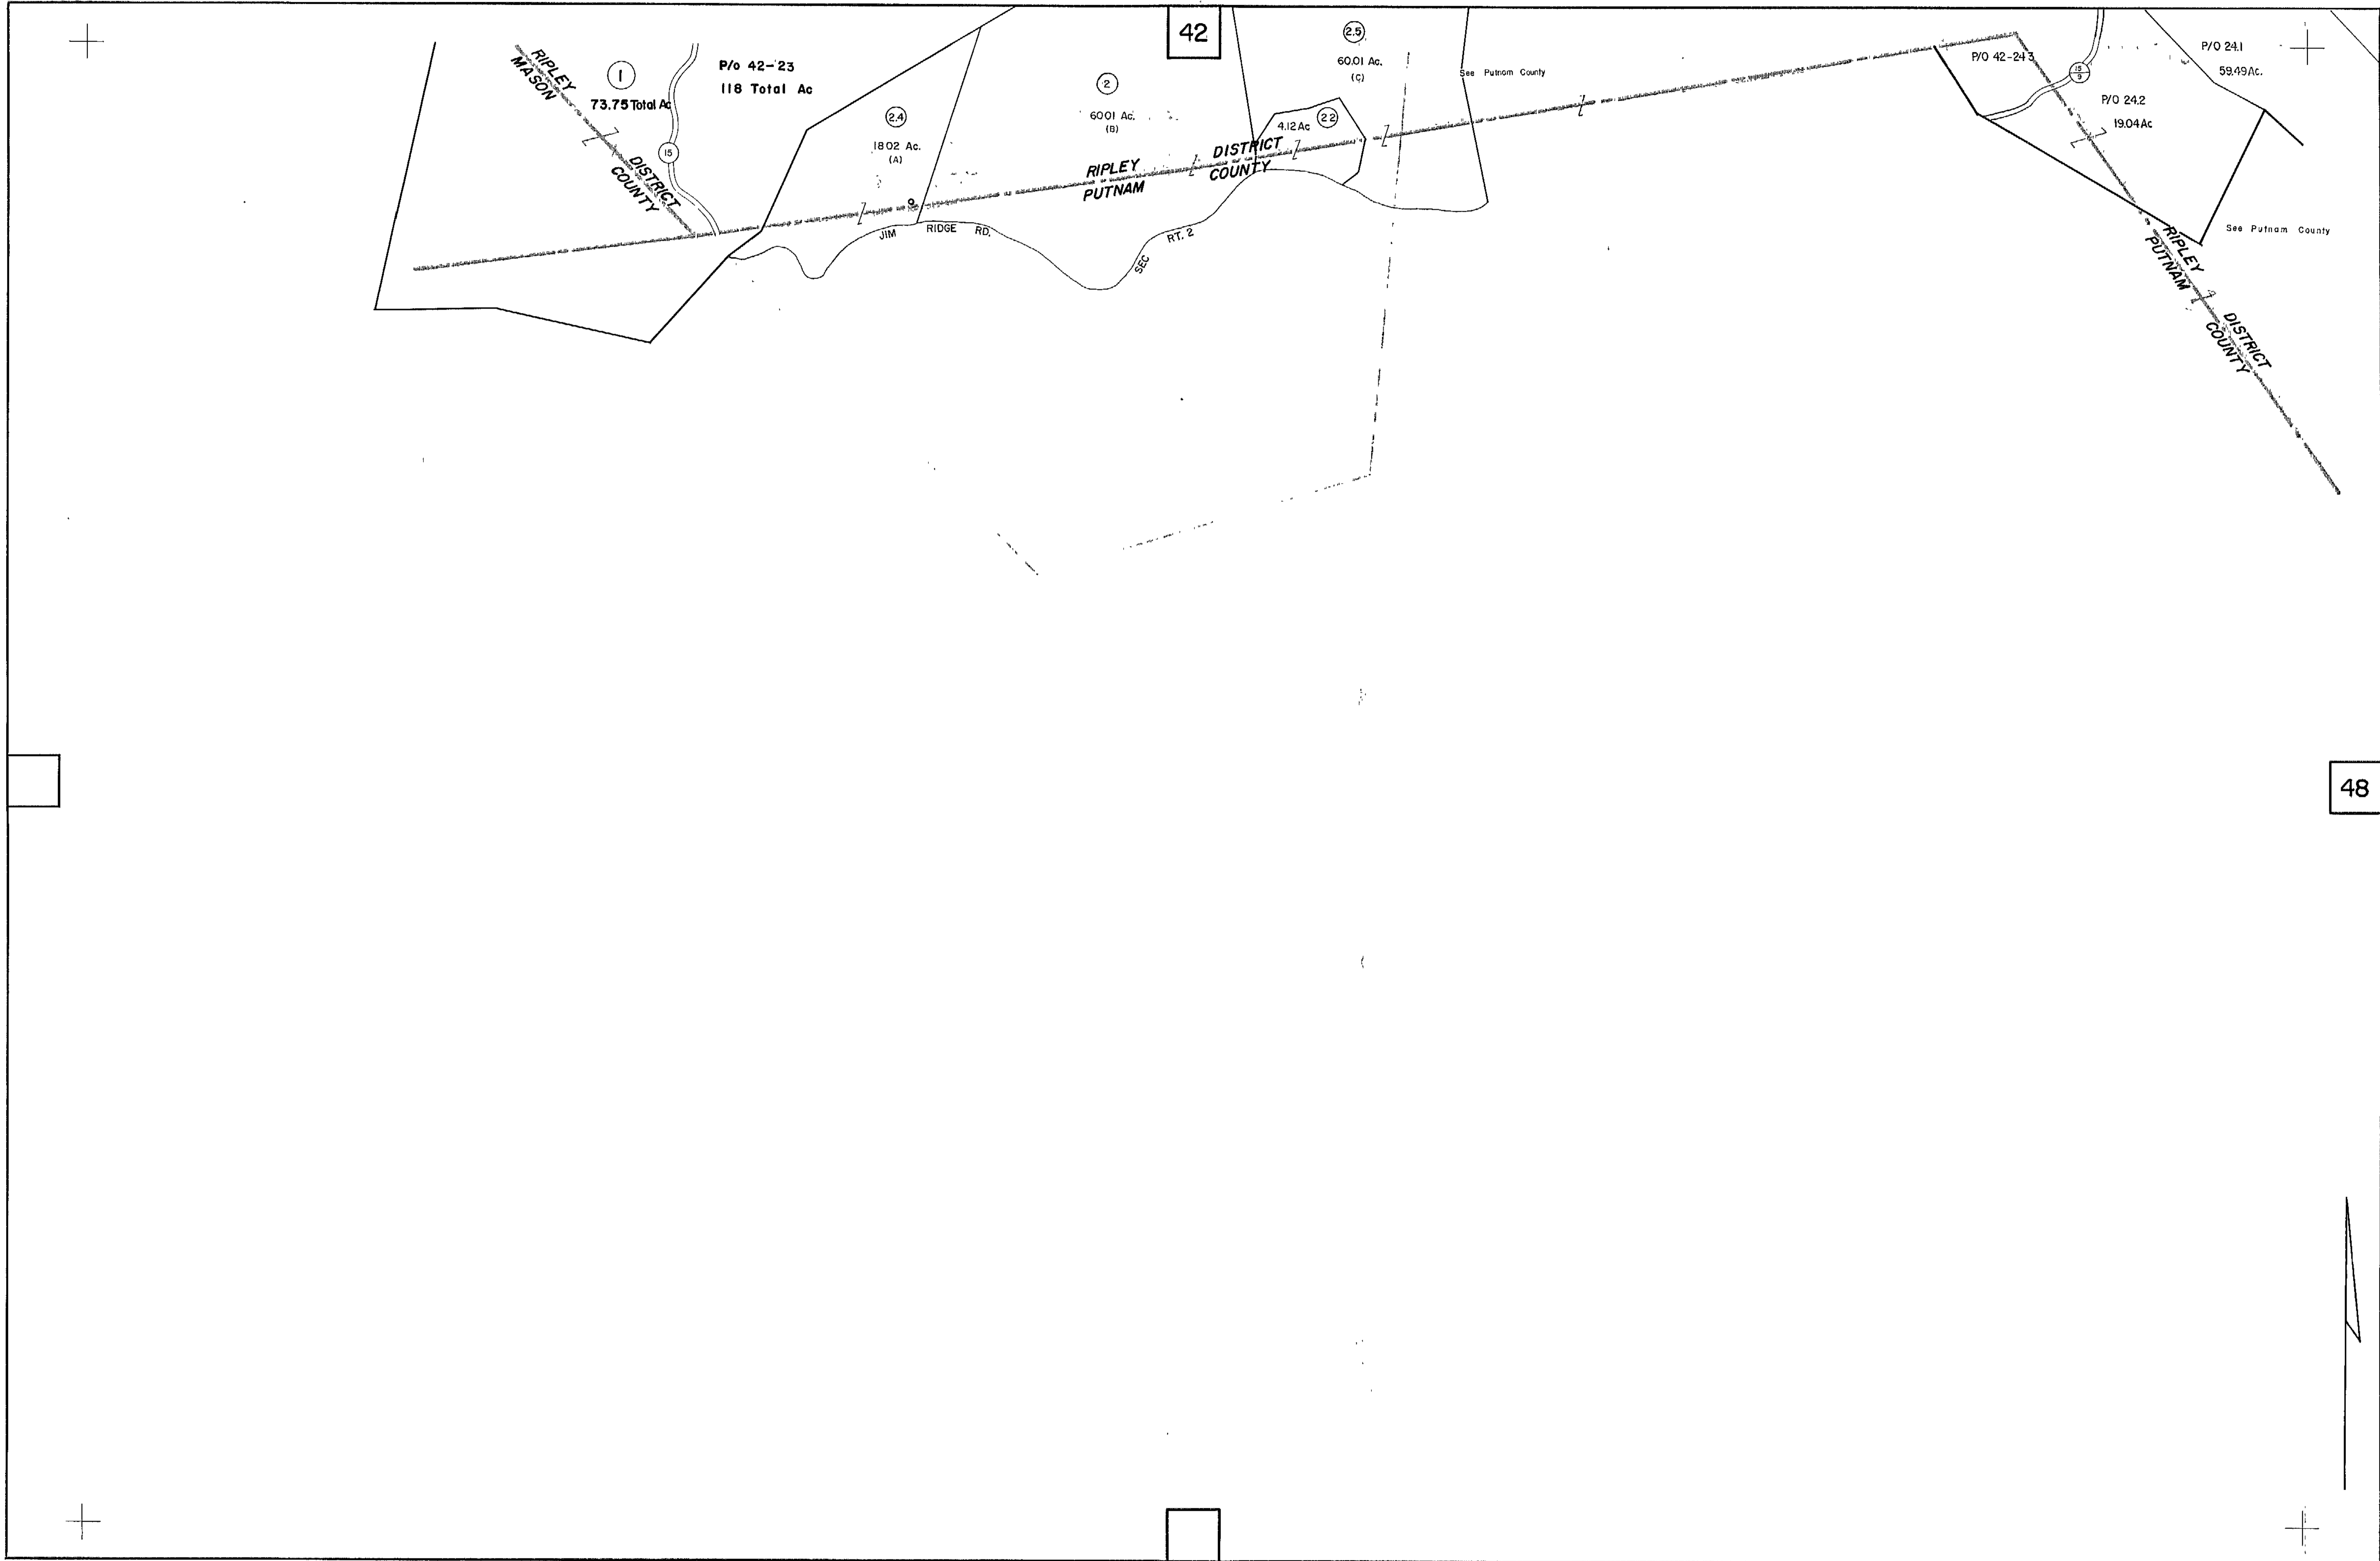 42
RIPLEY
MASON
1
73.75 Total Ac
P/o 42-23
118 Total Ac
15
DISTRICT
COUNTY
2.4
18 02 Ac.
(A)
2
60 01 Ac.
(B)
2.5
60.01 Ac.
(C)
2 2
4.12 Ac
See Putnam County
RIPLEY
PUTNAM
DISTRICT
COUNTY
JIM RIDGE RD.
SEC RT. 2
P/O 42-24 3
15
9
P/O 24.1
59.49 Ac.
P/O 24.2
19.04 Ac
See Putnam County
RIPLEY
PUTNAM
DISTRICT
COUNTY
48